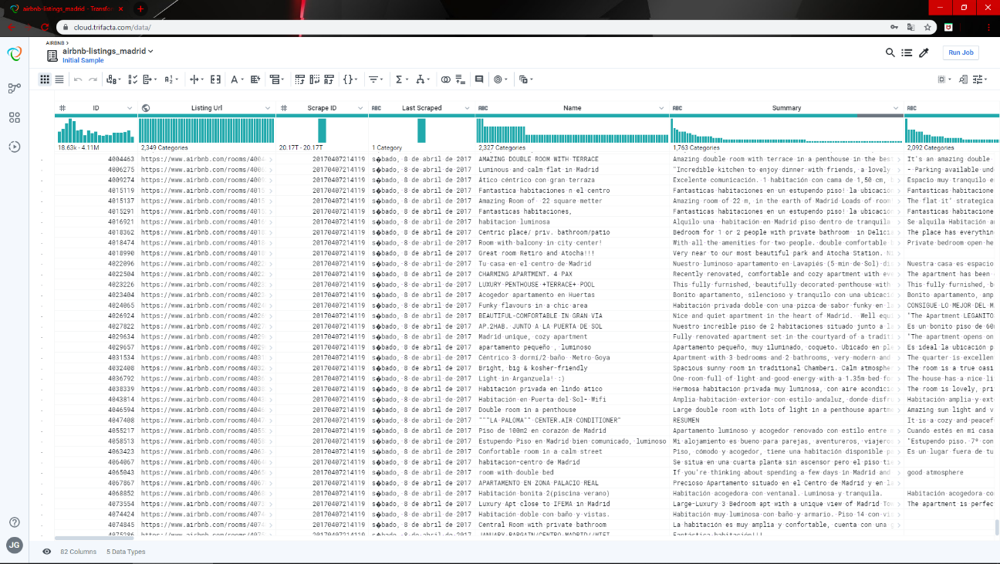 airbnb-listings_madrid - Transfo
cloud.trifacta.com/data/
AIRBNB >
airbnb-listings_madrid
Initial Sample
Run Job
# ID
Listing Url
# Scrape ID
ABC Last Scraped
ABC Name
ABC Summary
ABC
18.63k - 4.11M
2,349 Categories
20.17T - 20.17T
1 Category
2,327 Categories
1,763 Categories
2,092 Categories
4004463 https://www.airbnb.com/rooms/4004 20170407214119 s�bado, 8 de abril de 2017 AMAZING DOUBLE ROOM WITH TERRACE Amazing double room with terrace in a penthouse in the best It's an amazing double
4006275 https://www.airbnb.com/rooms/4006 20170407214119 s�bado, 8 de abril de 2017 Luminous and calm flat in Madrid "Incredible kitchen to enjoy dinner with friends, a lovely - Parking available und
4009274 https://www.airbnb.com/rooms/4009 20170407214119 s�bado, 8 de abril de 2017 Ático céntrico con gran terraza Excelente comunicación. 1 habitación con cama de 1,50 cm, Espacio muy tranquilo e
4015119 https://www.airbnb.com/rooms/4015 20170407214119 s�bado, 8 de abril de 2017 Fantastica habitaciones n el centro Fantasticas habitaciones en un estupendo piso! la ubicació Fantasticas habitacione
4015137 https://www.airbnb.com/rooms/4015 20170407214119 s�bado, 8 de abril de 2017 Amazing Room of 22 square metter Amazing room of 22 m, in the earth of Madrid Loads of room The flat it' strategica
4015291 https://www.airbnb.com/rooms/4015 20170407214119 s�bado, 8 de abril de 2017 Fantasticas habitaciones, Fantasticas habitaciones en un estupendo piso! la ubicació Fantasticas habitacione
4016921 https://www.airbnb.com/rooms/4016 20170407214119 s�bado, 8 de abril de 2017 habitacion luminosa Alquilo una habitación en Madrid piso dentro de tranquila Se alquila Habitación a
4018362 https://www.airbnb.com/rooms/4018 20170407214119 s�bado, 8 de abril de 2017 Centric place/ priv. bathroom/patio Bedroom for 1 or 2 people with private bathroom in Delici The place has everythin
4018474 https://www.airbnb.com/rooms/4018 20170407214119 s�bado, 8 de abril de 2017 Room with balcony in city center! With all the amenities for two people. double comfortable b Private bedroom open he
4018990 https://www.airbnb.com/rooms/4018 20170407214119 s�bado, 8 de abril de 2017 Great room Retiro and Atocha!!! Very near to our most beautiful park and Atocha Station. Ni
4022096 https://www.airbnb.com/rooms/4022 20170407214119 s�bado, 8 de abril de 2017 Tu casa en el centro de Madrid Nuestro luminoso apartamento en Lavapiés (5 min de Sol) dis Nuestra casa es espacio
4022504 https://www.airbnb.com/rooms/4022 20170407214119 s�bado, 8 de abril de 2017 CHARMING APARTMENT. 4 PAX Recently renovated, comfortable and cozy apartment with eve The apartment has been
4023226 https://www.airbnb.com/rooms/4023 20170407214119 s�bado, 8 de abril de 2017 LUXURY PENTHOUSE +TERRACE+ POOL This fully furnished, beautifully decorated penthouse with This fully furnished, b
4023404 https://www.airbnb.com/rooms/4023 20170407214119 s�bado, 8 de abril de 2017 Acogedor apartamento en Huertas Bonito apartamento, silencioso y tranquilo con una ubicacio Bonito apartamento, amp
4024065 https://www.airbnb.com/rooms/4024 20170407214119 s�bado, 8 de abril de 2017 Funky flavours in a chic area Habitación privada doble con una pizca de sabor funky en la CONSIGUE LO MEJOR DEL M
4026924 https://www.airbnb.com/rooms/4026 20170407214119 s�bado, 8 de abril de 2017 BEAUTIFUL-COMFORTABLE IN GRAN VIA Nice and quiet apartment in the heart of Madrid. Well equi "The Apartment LEGANITO
4027822 https://www.airbnb.com/rooms/4027 20170407214119 s�bado, 8 de abril de 2017 AP.2HAB. JUNTO A LA PUERTA DE SOL Nuestro increible piso de 2 habitaciones situado junto a l Es un bonito piso de 60m
4029634 https://www.airbnb.com/rooms/4029 20170407214119 s�bado, 8 de abril de 2017 Madrid unique, cozy apartment Fully renovated apartment set in the courtyard of a traditi "The apartment opens on
4029657 https://www.airbnb.com/rooms/4029 20170407214119 s�bado, 8 de abril de 2017 apartamento pequeño , luminoso Apartamento pequeño, muy iluminado, coqueto. Ubicado en ple Es ideal la ubicación p
4031534 https://www.airbnb.com/rooms/4031 20170407214119 s�bado, 8 de abril de 2017 Céntrico 3 dormí/2 baño Metro Goya Apartment with 3 bedrooms and 2 bathrooms, very modern and The quarter is excellen
4032408 https://www.airbnb.com/rooms/4032 20170407214119 s�bado, 8 de abril de 2017 Bright, big & kosher-friendly Spacious sunny room in traditional Chamberi. Calm atmosphe The room is a true oasi
4036792 https://www.airbnb.com/rooms/4036 20170407214119 s�bado, 8 de abril de 2017 Light in Arganzuela! :) One room full of light and good energy with a 1.35m bed fo The house has a nice li
4038339 https://www.airbnb.com/rooms/4038 20170407214119 s�bado, 8 de abril de 2017 Habitación privada en lindo ático Hermosa habitación privada muy luminosa, con aire acondicio The room is lovely, pri
4043814 https://www.airbnb.com/rooms/4043 20170407214119 s�bado, 8 de abril de 2017 Habitación en Puerta del Sol Wifi Amplia habitación exterior con estilo andaluz, donde disfru Habitación amplia y ext
4046594 https://www.airbnb.com/rooms/4046 20170407214119 s�bado, 8 de abril de 2017 Double room in a penthouse Large double room with lots of light in a penthouse apartme Amazing sun light and v
4047408 https://www.airbnb.com/rooms/4047 20170407214119 s�bado, 8 de abril de 2017 """LA PALOMA"" CENTER.AIR CONDITIONER" RESUMEN It is a cozy and peacef
4055217 https://www.airbnb.com/rooms/4055 20170407214119 s�bado, 8 de abril de 2017 Piso de 100m2 en corazón de Madrid Apartamento luminoso y acogedor renovado con estilo entre m Cuando estés en mi casa
4058513 https://www.airbnb.com/rooms/4058 20170407214119 s�bado, 8 de abril de 2017 Estupendo Piso en Madrid bien comunicado, luminoso Mi alojamiento es bueno para parejas, aventureros, viajero "Estupendo piso. 7º con
4063423 https://www.airbnb.com/rooms/4063 20170407214119 s�bado, 8 de abril de 2017 Confortable room in a calm street Piso, cómodo y acogedor, tiene una habitación disponible pa Es un lugar fuera de tu
4064067 https://www.airbnb.com/rooms/4064 20170407214119 s�bado, 8 de abril de 2017 habitacion centro de Madrid Se situa en una cuarta planta sin ascensor pero el piso tie
4065043 https://www.airbnb.com/rooms/4065 20170407214119 s�bado, 8 de abril de 2017 room with double bed If you're thinking about spending a few days in Madrid and good atmosphere
4067867 https://www.airbnb.com/rooms/4067 20170407214119 s�bado, 8 de abril de 2017 APARTAMENTO EN ZONA PALACIO REAL Precioso Apartamento situado en el Centro de Madrid y en la
4068852 https://www.airbnb.com/rooms/4068 20170407214119 s�bado, 8 de abril de 2017 Habitación bonita 2(piscina verano) Habitación acogedora con ventanal. Luminosa y tranquila. Habitación acogedora co
4073554 https://www.airbnb.com/rooms/4073 20170407214119 s�bado, 8 de abril de 2017 Luxury Apt close to IFEMA in Madrid Large-Luxury 3 Bedroom apt with a unique view of Madrid Tow The apartment is perfec
4074424 https://www.airbnb.com/rooms/4074 20170407214119 s�bado, 8 de abril de 2017 Habitación doble con baño y vistas. Habitación muy luminosa con baño y armario. Piso 14 con vis
4074845 https://www.airbnb.com/rooms/4074 20170407214119 s�bado, 8 de abril de 2017 Central Room with private bathroom La habitación es muy amplia y confortable, cuenta con una
4075286 https://www.airbnb.com/rooms/4075 20170407214119 s�bado, 8 de abril de 2017 JANUARY BARGAIN/CENTRO MADRID//WIFI Fantástica habitación!!!
JG
82 Columns 5 Data Types